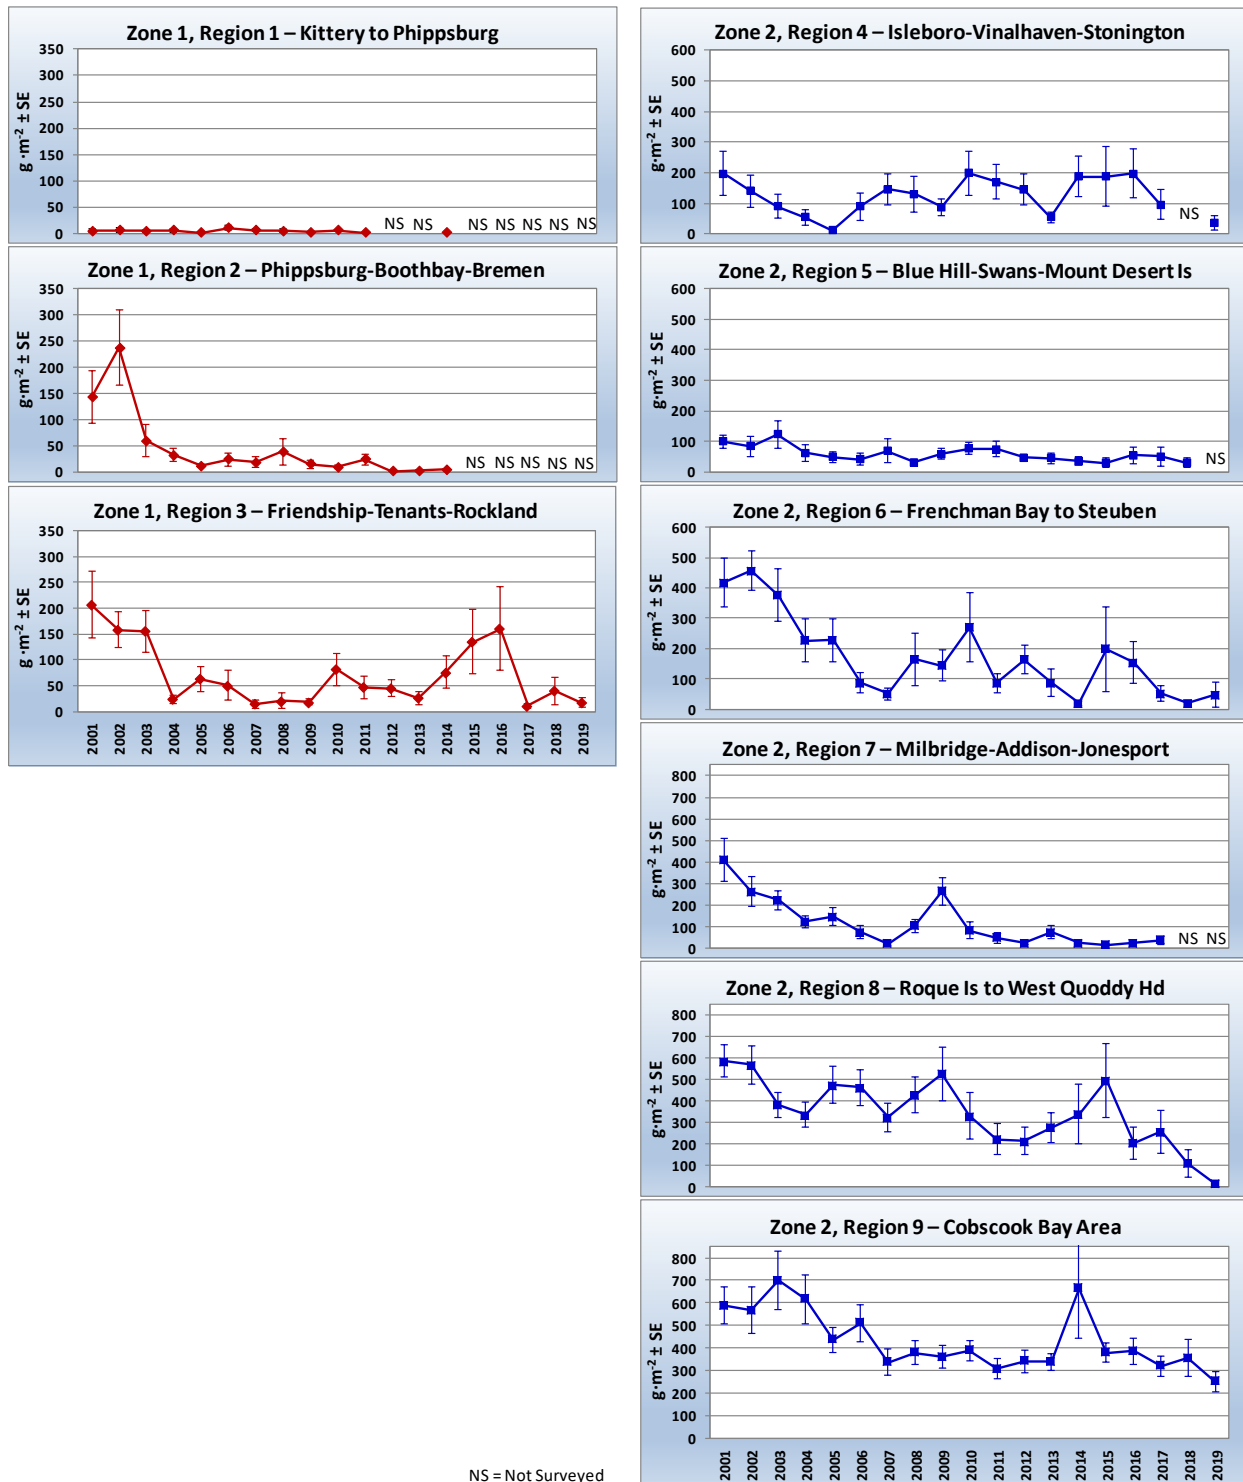 Zone 1, Region 1 – Kittery to Phippsburg
g·m⁻² ± SE
350
300
250
200
150
100
50
0
NS NS NS NS NS NS NS
Zone 1, Region 2 – Phippsburg-Boothbay-Bremen
g·m⁻² ± SE
350
300
250
200
150
100
50
0
NS NS NS NS NS
Zone 1, Region 3 – Friendship-Tenants-Rockland
g·m⁻² ± SE
350
300
250
200
150
100
50
0
2001 2002 2003 2004 2005 2006 2007 2008 2009 2010 2011 2012 2013 2014 2015 2016 2017 2018 2019
Zone 2, Region 4 – Isleboro-Vinalhaven-Stonington
g·m⁻² ± SE
600
500
400
300
200
100
0
NS
Zone 2, Region 5 – Blue Hill-Swans-Mount Desert Is
g·m⁻² ± SE
600
500
400
300
200
100
0
NS
Zone 2, Region 6 – Frenchman Bay to Steuben
g·m⁻² ± SE
600
500
400
300
200
100
0
Zone 2, Region 7 – Milbridge-Addison-Jonesport
g·m⁻² ± SE
800
700
600
500
400
300
200
100
0
NS NS
Zone 2, Region 8 – Roque Is to West Quoddy Hd
g·m⁻² ± SE
800
700
600
500
400
300
200
100
0
Zone 2, Region 9 – Cobscook Bay Area
g·m⁻² ± SE
800
700
600
500
400
300
200
100
0
2001 2002 2003 2004 2005 2006 2007 2008 2009 2010 2011 2012 2013 2014 2015 2016 2017 2018 2019
NS = Not Surveyed